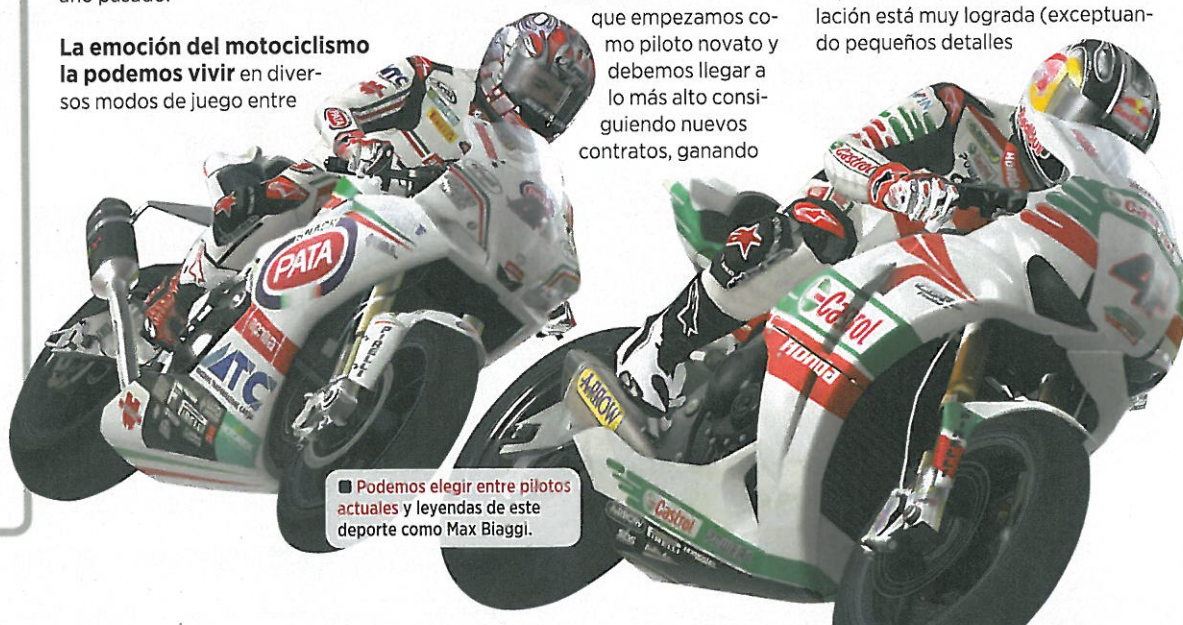 año pasado.
La emoción del motociclismo
la podemos vivir en diver-
sos modos de juego entre
que empezamos co-
mo piloto novato y
debemos llegar a
lo más alto consi-
guiendo nuevos
contratos, ganando
lación está muy lograda (exceptuan-
do pequeños detalles
PATA
ATC
PIRELLI
Castrol
Castrol
HONDA
ARROW
Castrol
PIRELLI
Podemos elegir entre pilotos
actuales y leyendas de este
deporte como Max Biaggi.